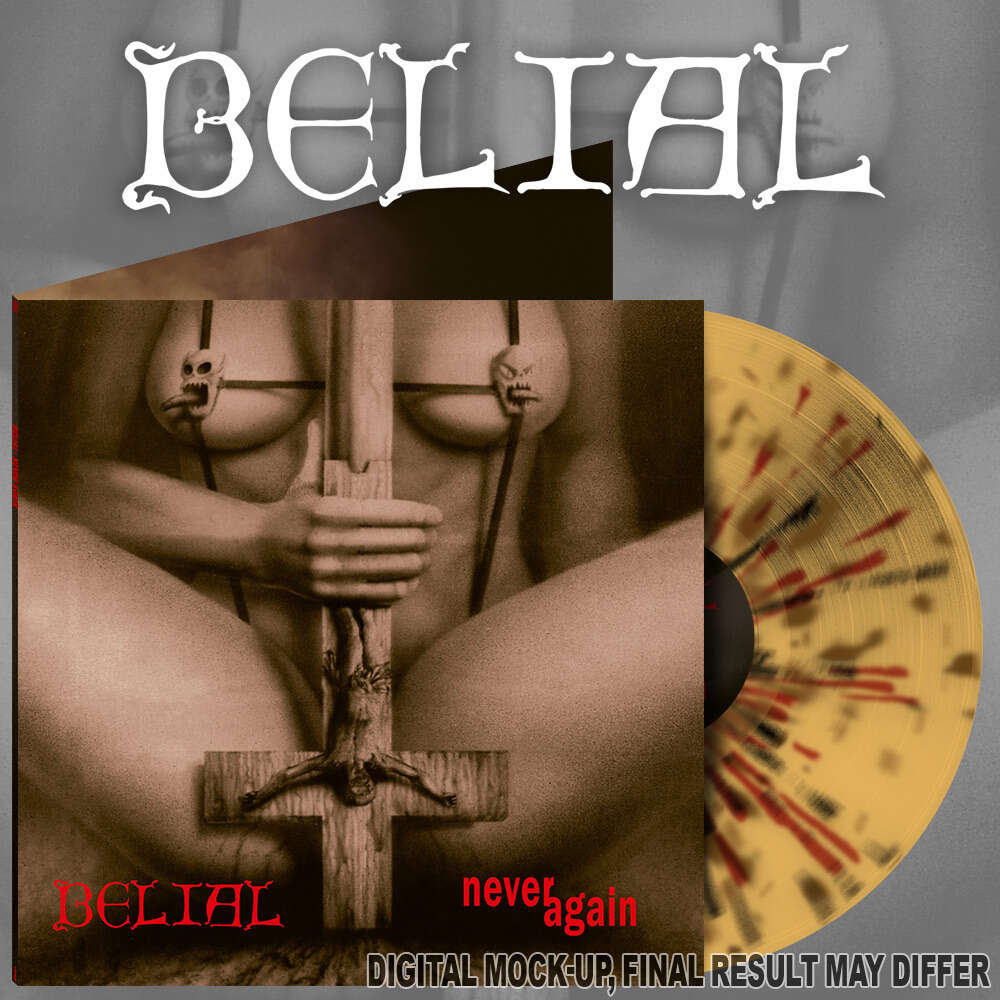 BELIAL
BELIAL
never
again
DIGITAL MOCK-UP, FINAL RESULT MAY DIFFER